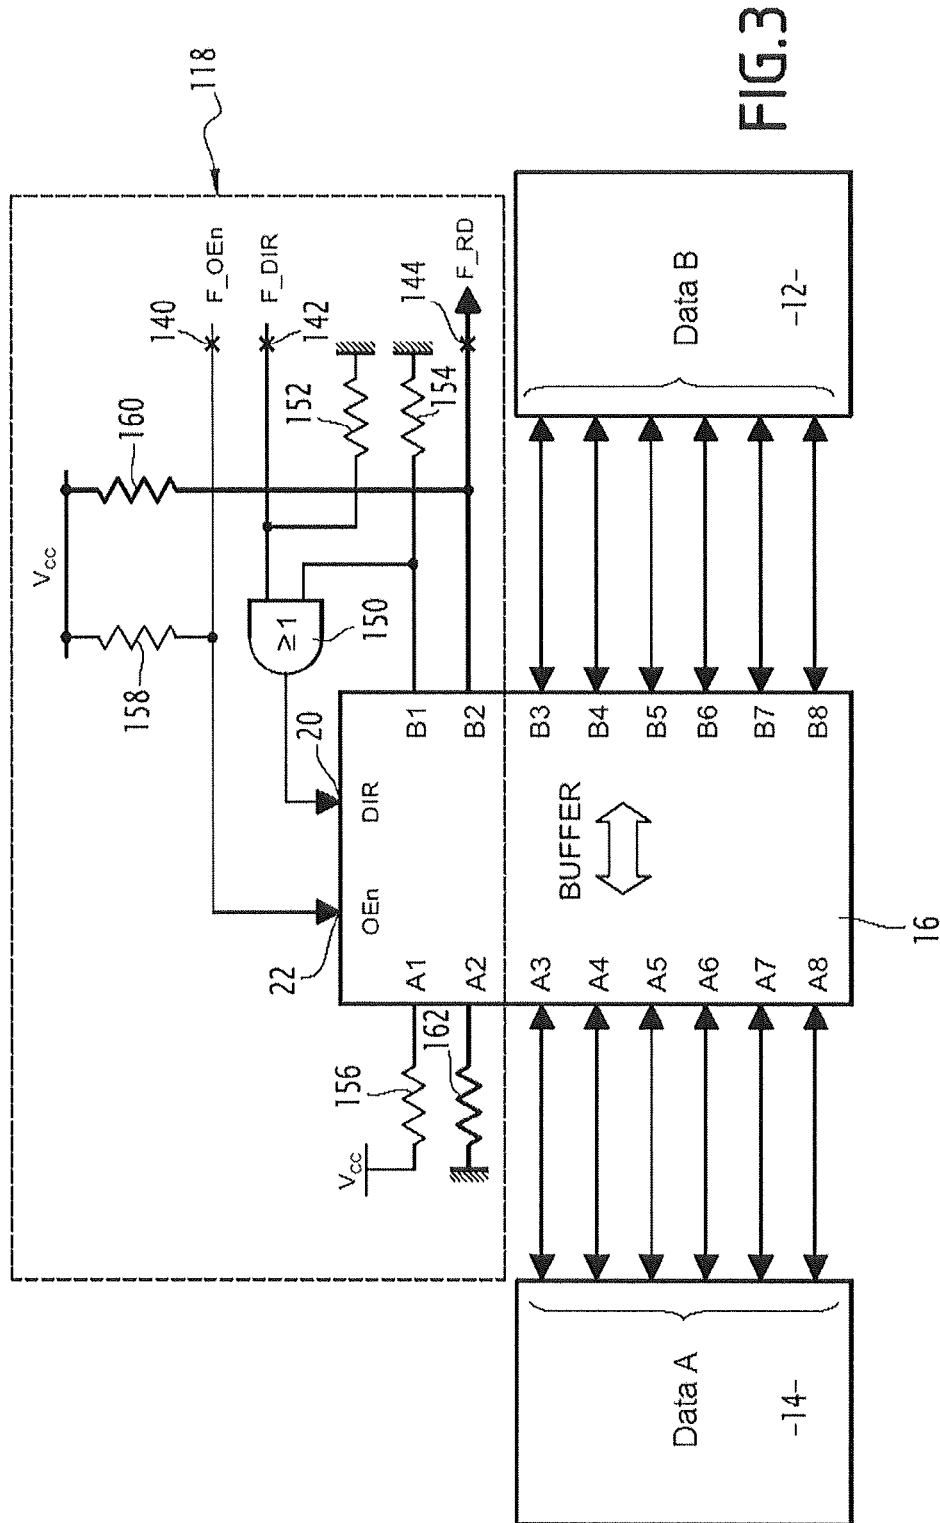 118
V_CC
160
140
F_OEn
F_DIR
142
158
≥1
150
152
154
144
F_RD
22
20
OEn
DIR
156
V_CC
162
A1
B1
A2
B2
A3
B3
A4
B4
A5
B5
A6
B6
A7
B7
A8
B8
BUFFER
16
Data A
-14-
Data B
-12-
FIG.3